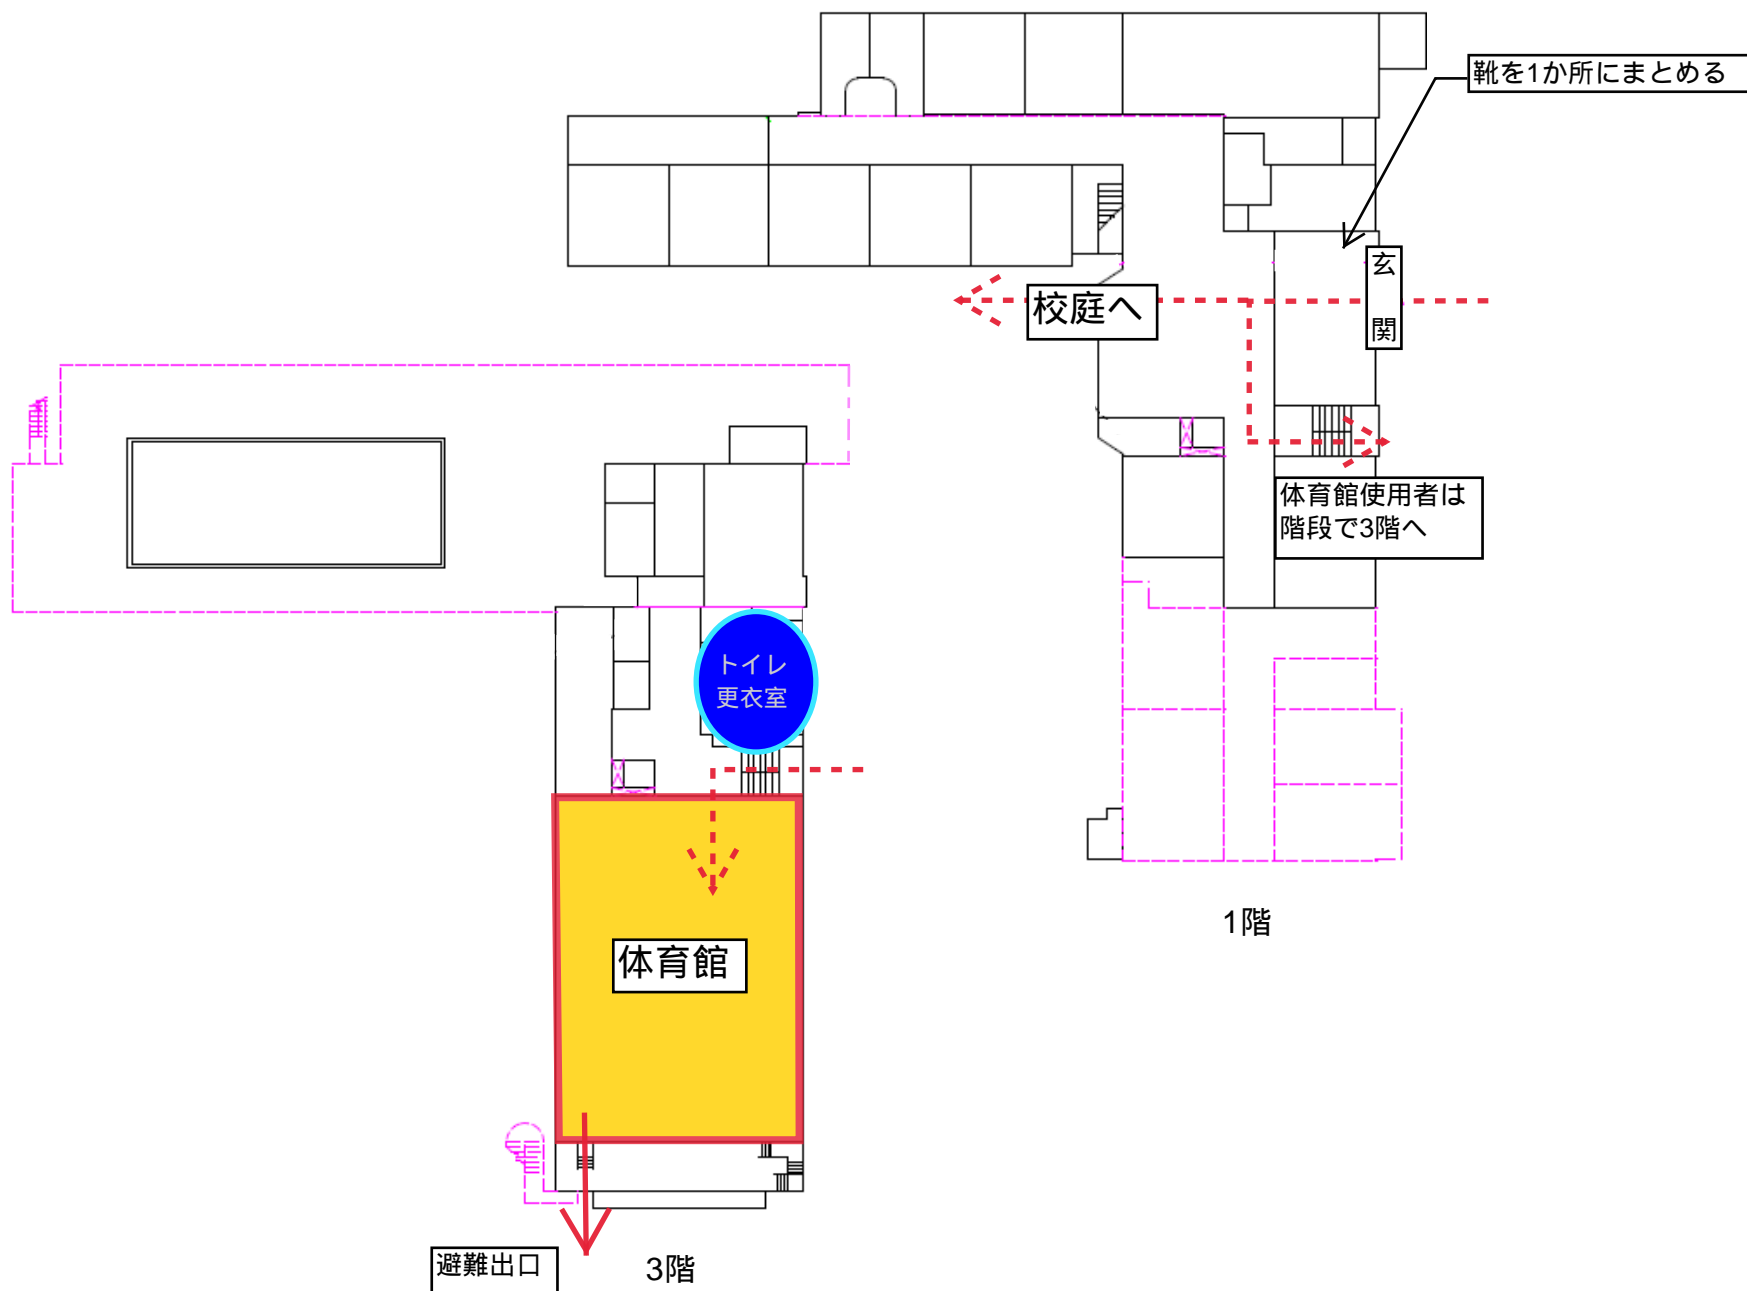 靴を1か所にまとめる
玄
関
校庭へ
体育館使用者は
階段で3階へ
トイレ
更衣室
1階
体育館
避難出口
3階